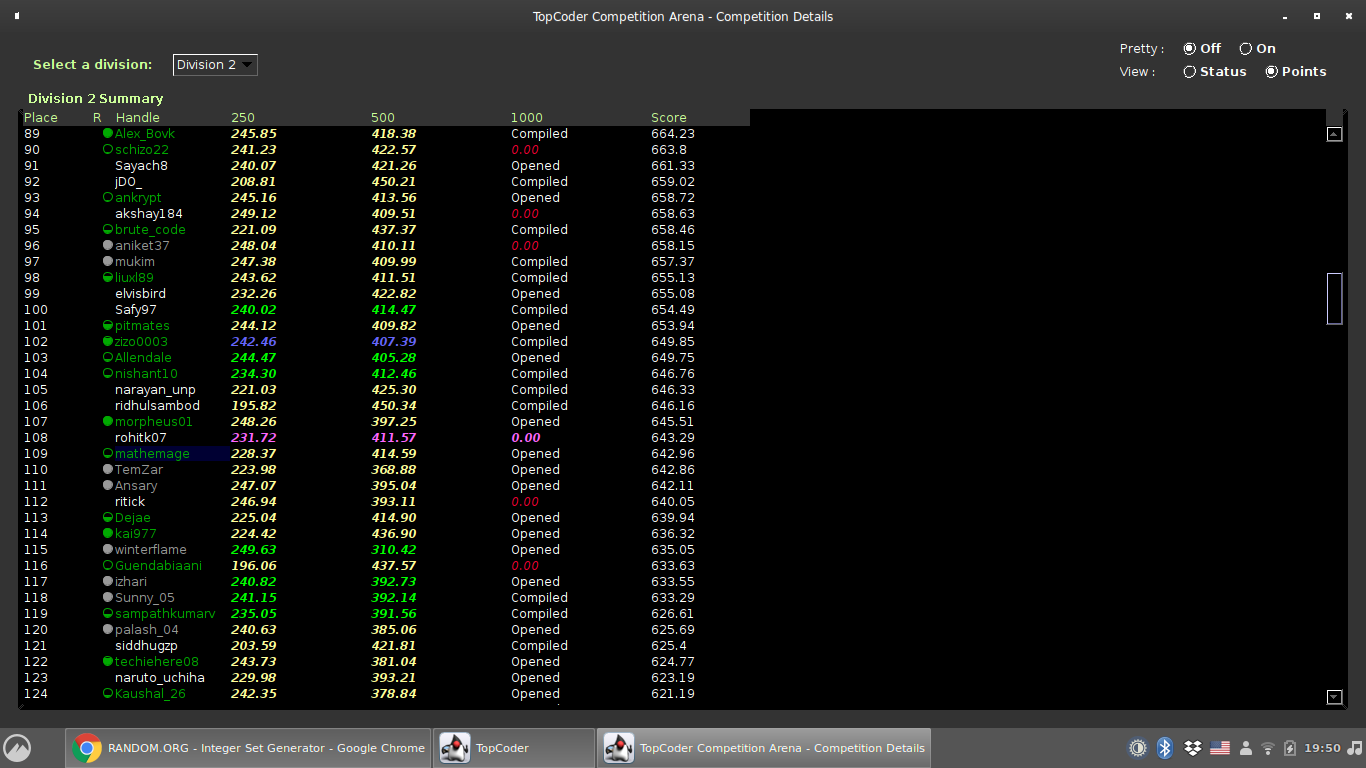 TopCoder Competition Arena - Competition Details
Pretty : Off On
Select a division: Division 2
View : Status Points
Division 2 Summary
Place R Handle 250 500 1000 Score
89 Alex_Bovk 245.85 418.38 Compiled 664.23
90 schizo22 241.23 422.57 0.00 663.8
91 Sayach8 240.07 421.26 Opened 661.33
92 jDO_ 208.81 450.21 Compiled 659.02
93 ankrypt 245.16 413.56 Opened 658.72
94 akshay184 249.12 409.51 0.00 658.63
95 brute_code 221.09 437.37 Compiled 658.46
96 aniket37 248.04 410.11 0.00 658.15
97 mukim 247.38 409.99 Compiled 657.37
98 liuxl89 243.62 411.51 Compiled 655.13
99 elvisbird 232.26 422.82 Opened 655.08
100 Safy97 240.02 414.47 Compiled 654.49
101 pitmates 244.12 409.82 Opened 653.94
102 zizo0003 242.46 407.39 Compiled 649.85
103 Allendale 244.47 405.28 Opened 649.75
104 nishant10 234.30 412.46 Compiled 646.76
105 narayan_unp 221.03 425.30 Compiled 646.33
106 ridhulsambod 195.82 450.34 Compiled 646.16
107 morpheus01 248.26 397.25 Opened 645.51
108 rohitk07 231.72 411.57 0.00 643.29
109 mathemage 228.37 414.59 Opened 642.96
110 TemZar 223.98 368.88 Opened 642.86
111 Ansary 247.07 395.04 Opened 642.11
112 ritick 246.94 393.11 0.00 640.05
113 Dejae 225.04 414.90 Opened 639.94
114 kai977 224.42 436.90 Opened 636.32
115 winterflame 249.63 310.42 Opened 635.05
116 Guendabiaani 196.06 437.57 0.00 633.63
117 izhari 240.82 392.73 Opened 633.55
118 Sunny_05 241.15 392.14 Compiled 633.29
119 sampathkumarv 235.05 391.56 Compiled 626.61
120 palash_04 240.63 385.06 Opened 625.69
121 siddhugzp 203.59 421.81 Compiled 625.4
122 techiehere08 243.73 381.04 Opened 624.77
123 naruto_uchiha 229.98 393.21 Opened 623.19
124 Kaushal_26 242.35 378.84 Opened 621.19
RANDOM.ORG - Integer Set Generator - Google Chrome TopCoder TopCoder Competition Arena - Competition Details 19:50